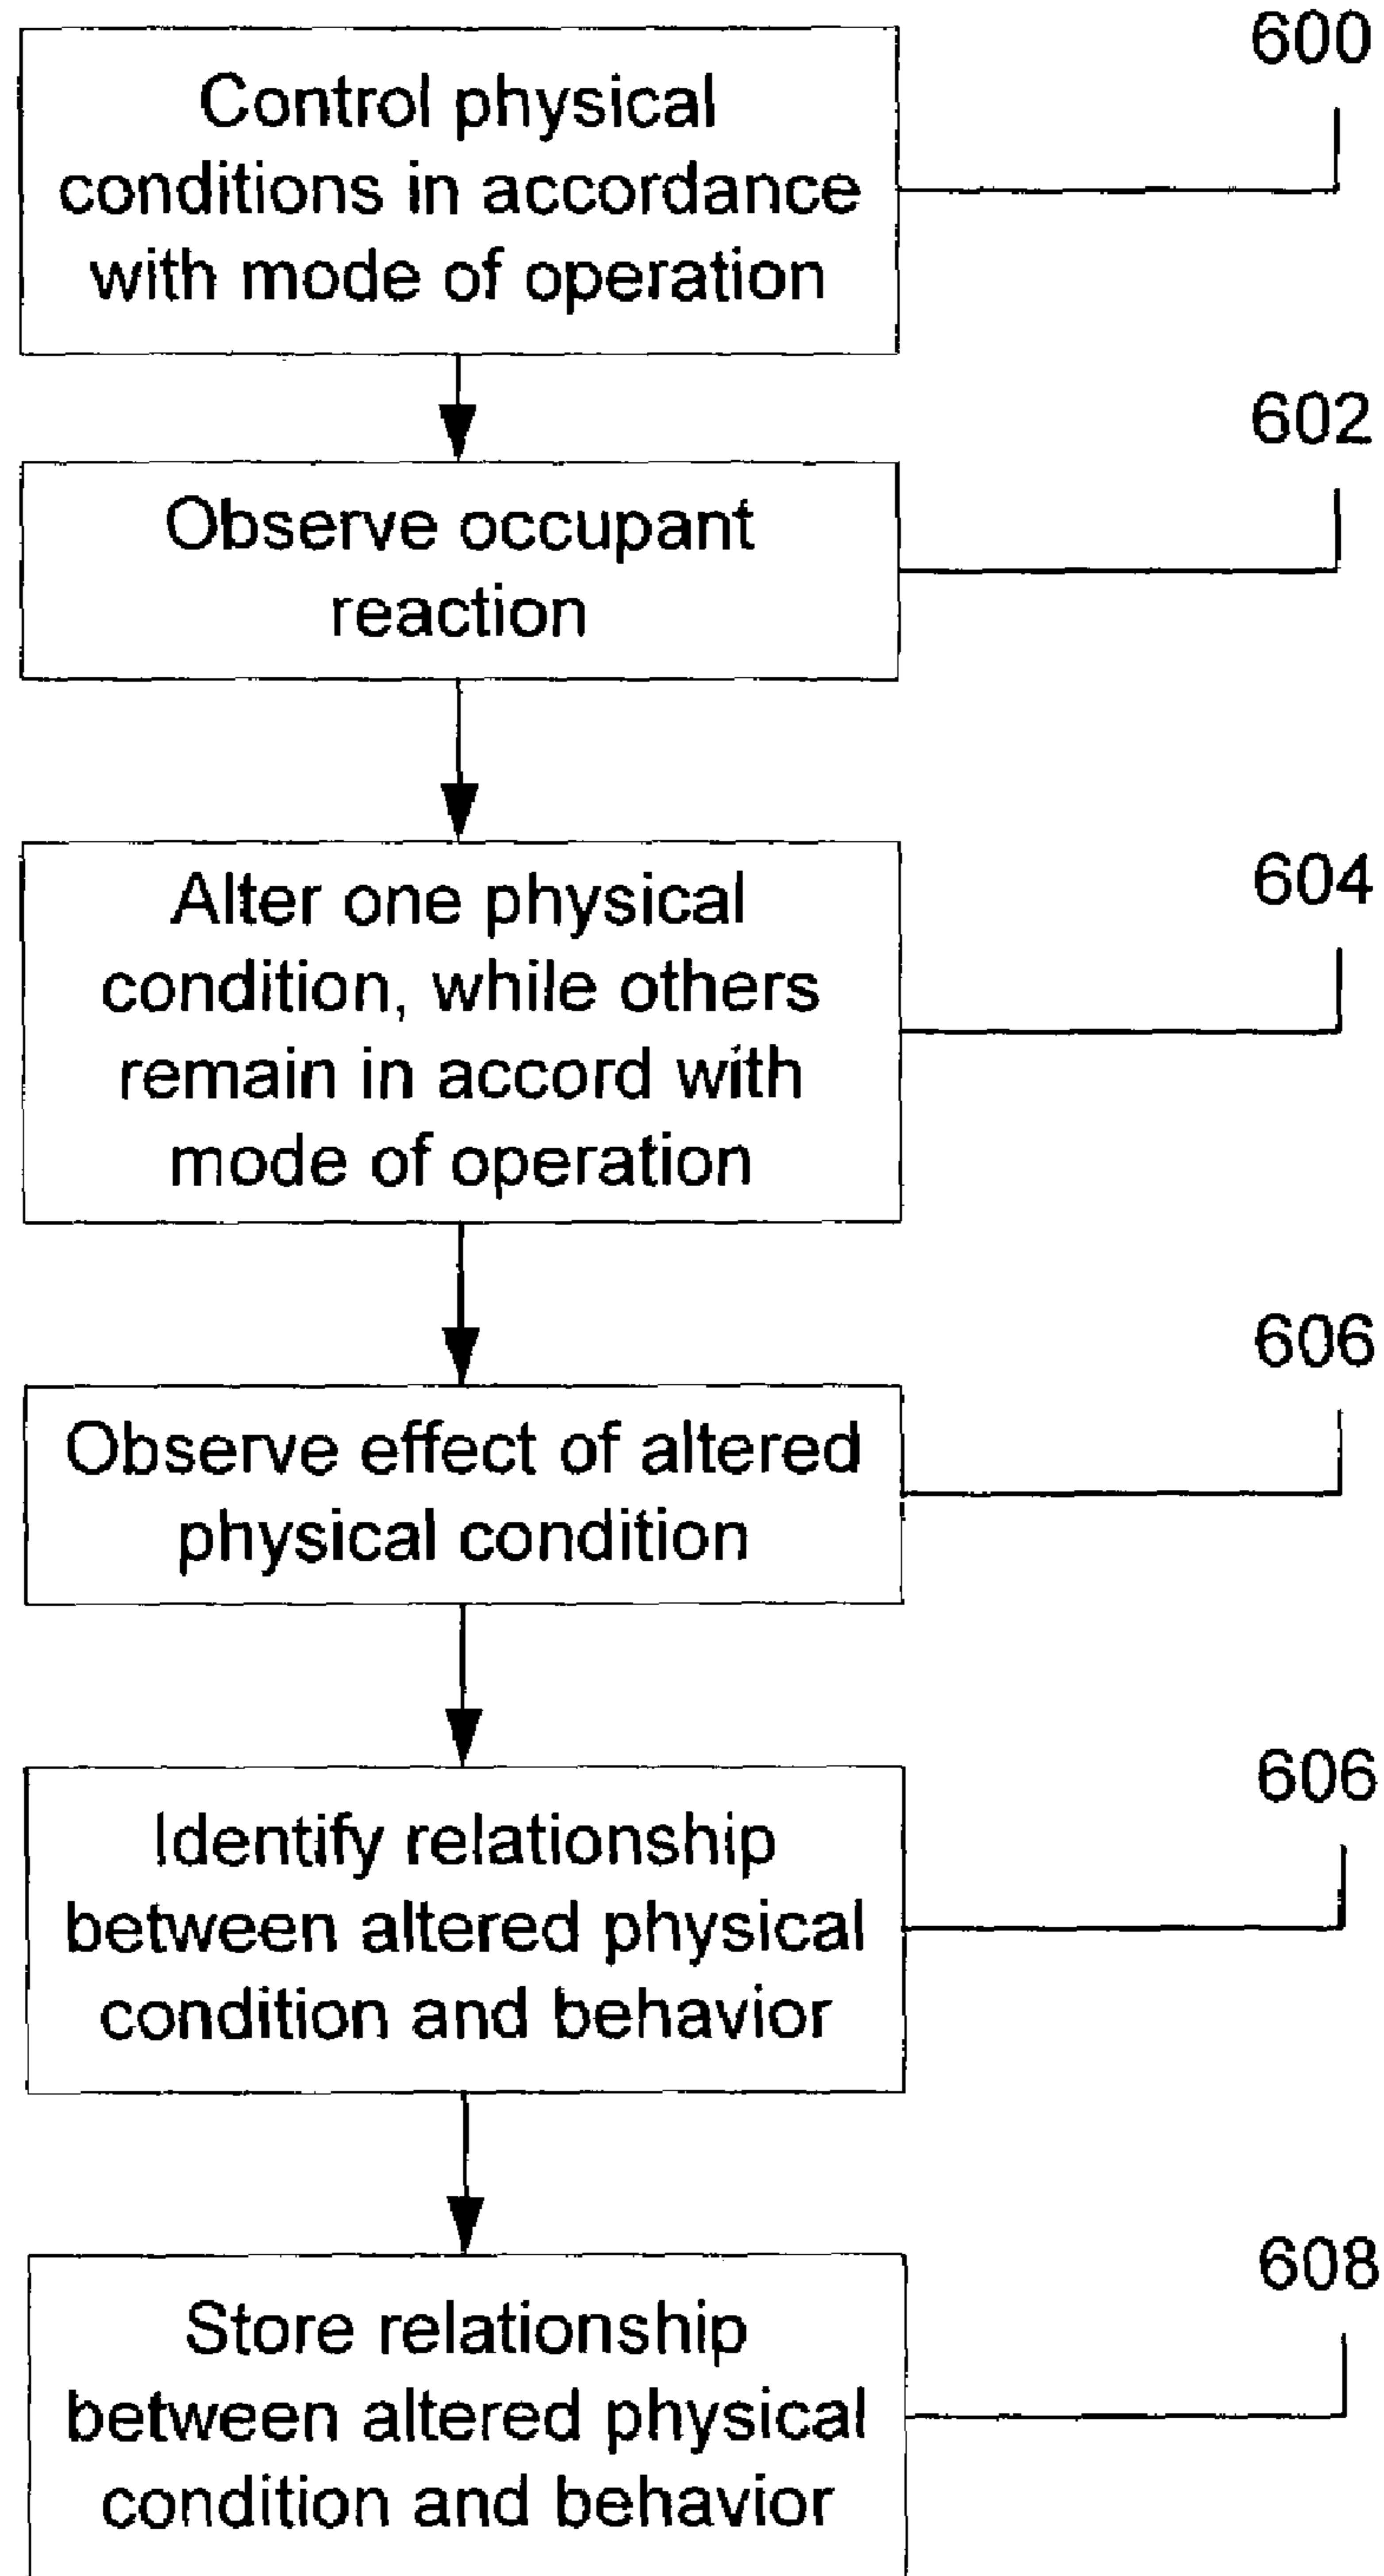 600
Control physical
conditions in accordance
with mode of operation
602
Observe occupant
reaction
604
Alter one physical
condition, while others
remain in accord with
mode of operation
606
Observe effect of altered
physical condition
606
Identify relationship
between altered physical
condition and behavior
608
Store relationship
between altered physical
condition and behavior